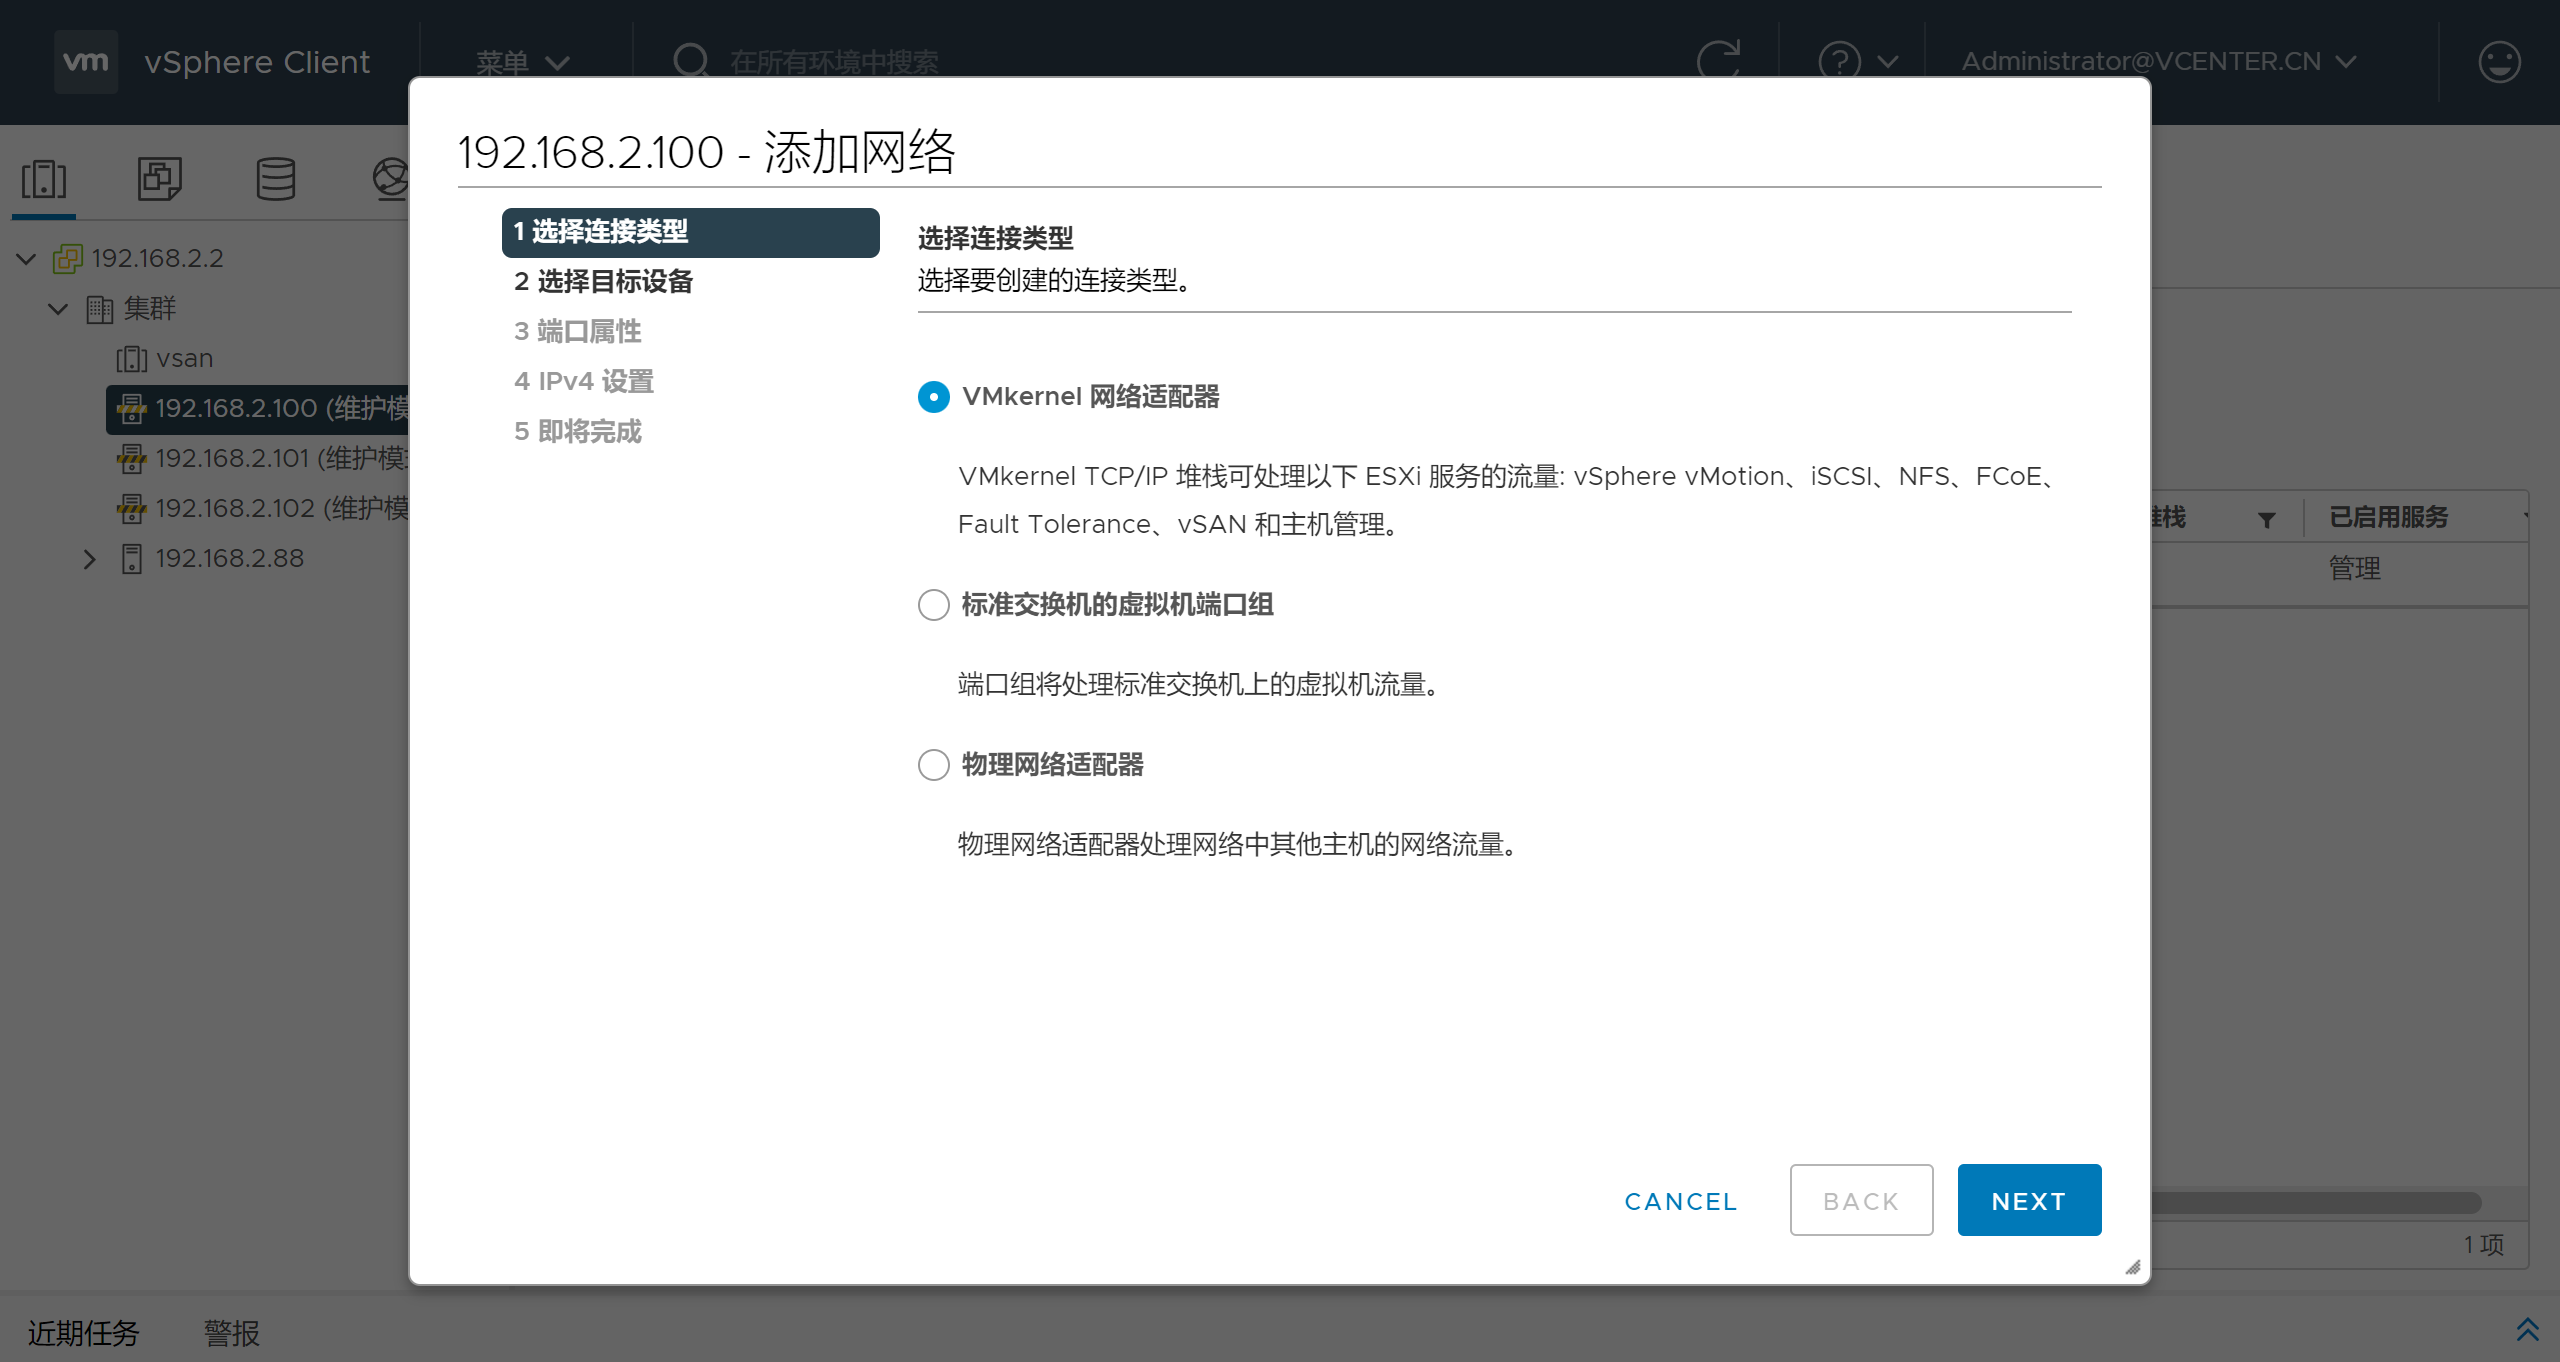 vm vSphere Client 菜单 在所有环境中搜索 Administrator@VCENTER.CN
192.168.2.2
集群
vsan
192.168.2.100 (维护模
192.168.2.101 (维护模
192.168.2.102 (维护模
192.168.2.88
192.168.2.100 - 添加网络
1 选择连接类型
2 选择目标设备
3 端口属性
4 IPv4 设置
5 即将完成
选择连接类型
选择要创建的连接类型。
VMkernel 网络适配器
VMkernel TCP/IP 堆栈可处理以下 ESXi 服务的流量: vSphere vMotion、iSCSI、NFS、FCoE、
Fault Tolerance、vSAN 和主机管理。
标准交换机的虚拟机端口组
端口组将处理标准交换机上的虚拟机流量。
物理网络适配器
物理网络适配器处理网络中其他主机的网络流量。
CANCEL BACK NEXT
栈 已启用服务
管理
1 项
近期任务 警报